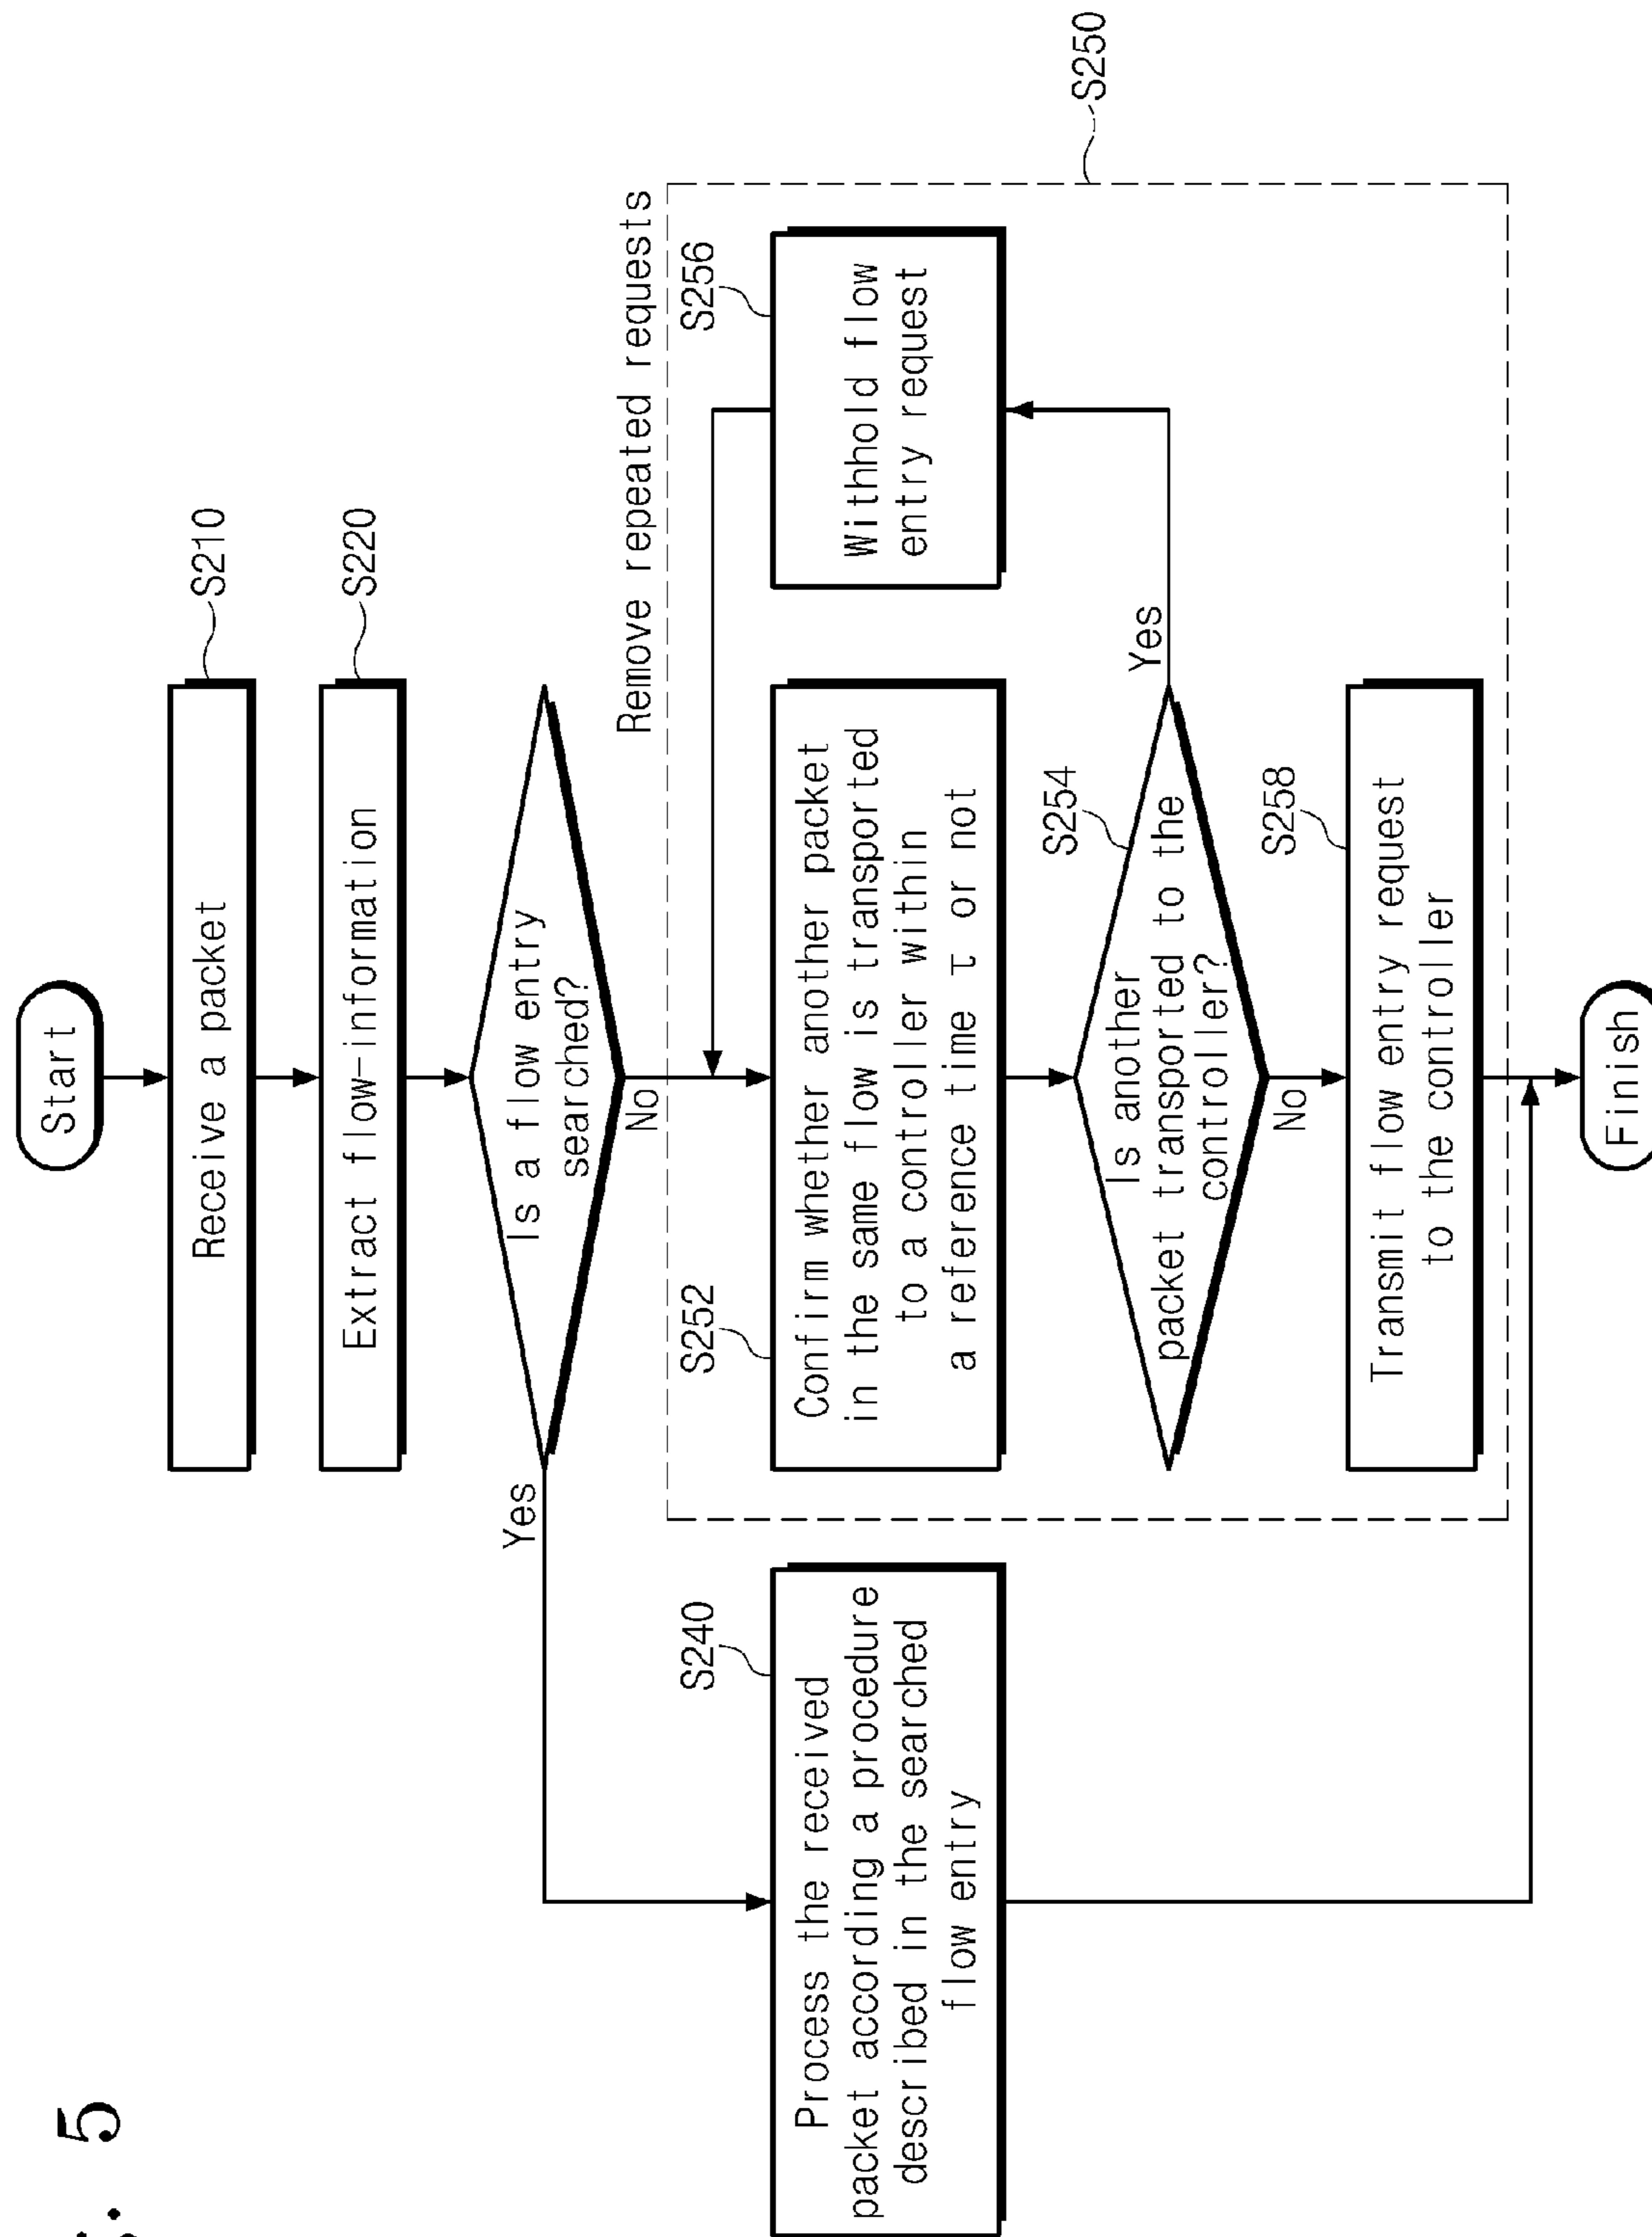 5
Start
Receive a packet
S210
Extract flow-information
S220
Is a flow entry
searched?
Yes
No
Remove repeated requests
S240
Process the received
packet according a procedure
described in the searched
flow entry
S252
Confirm whether another packet
in the same flow is transported
to a controller within
a reference time τ or not
S256
Withhold flow
entry request
S250
S254
Is another
packet transported to the
controller?
Yes
No
S258
Transmit flow entry request
to the controller
Finish